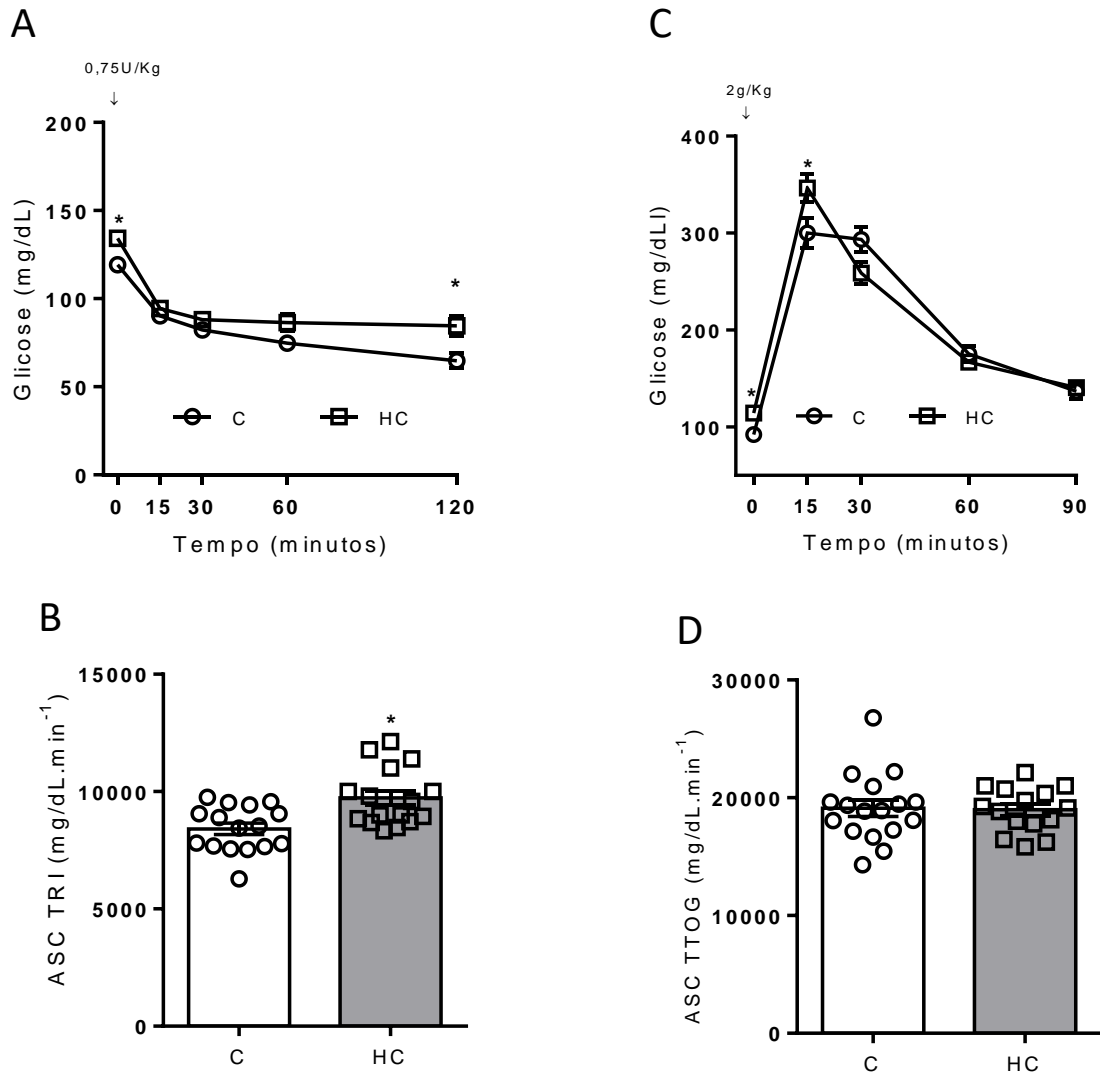 A
0,75U/Kg
↓
200
150
100
50
0
Glicose (mg/dL)
*
*
C
HC
0 15 30 60 120
Tempo (minutos)
C
2g/Kg
↓
400
300
200
100
Glicose (mg/dLl)
*
*
C
HC
0 15 30 60 90
Tempo (minutos)
B
15000
10000
5000
0
ASC TRI (mg/dL.min⁻¹)
*
C
HC
D
30000
20000
10000
0
ASC TTOG (mg/dL.min⁻¹)
C
HC